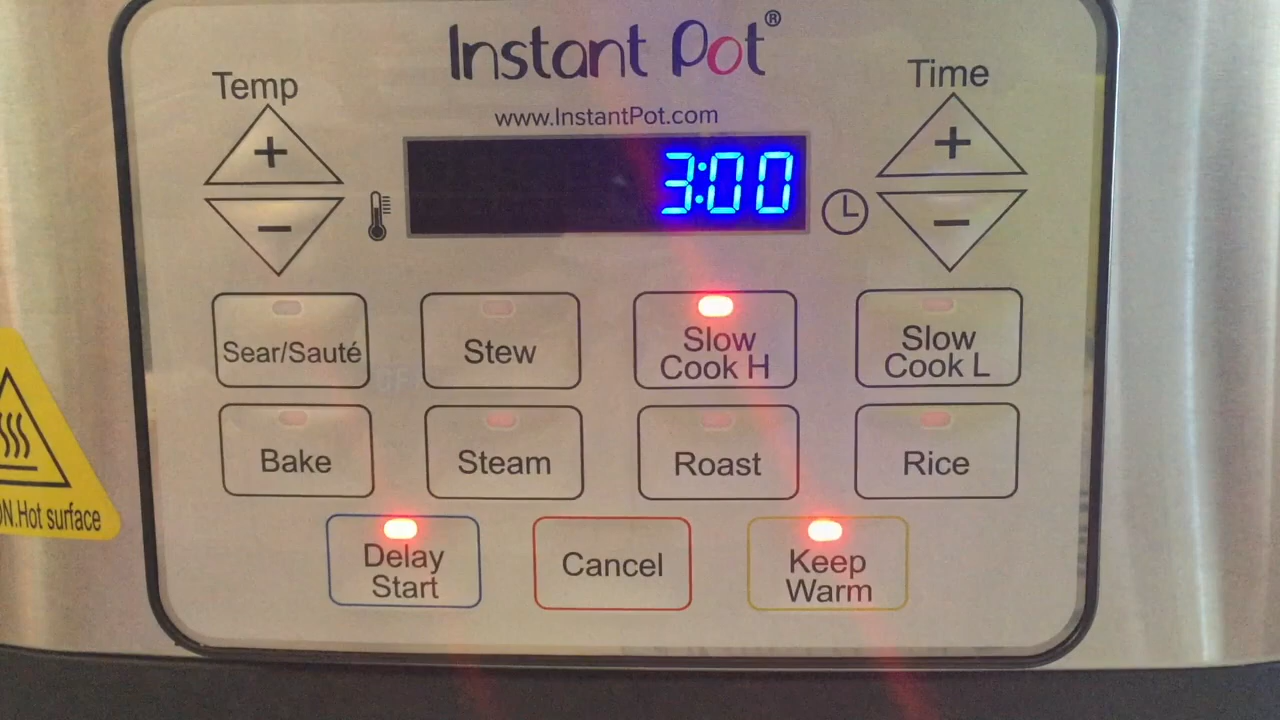 Instant Pot®
www.InstantPot.com
Temp
+
-
3:00
Time
+
-
Sear/Sauté
Stew
Slow
Cook H
Slow
Cook L
Bake
Steam
Roast
Rice
Delay
Start
Cancel
Keep
Warm
Hot surface